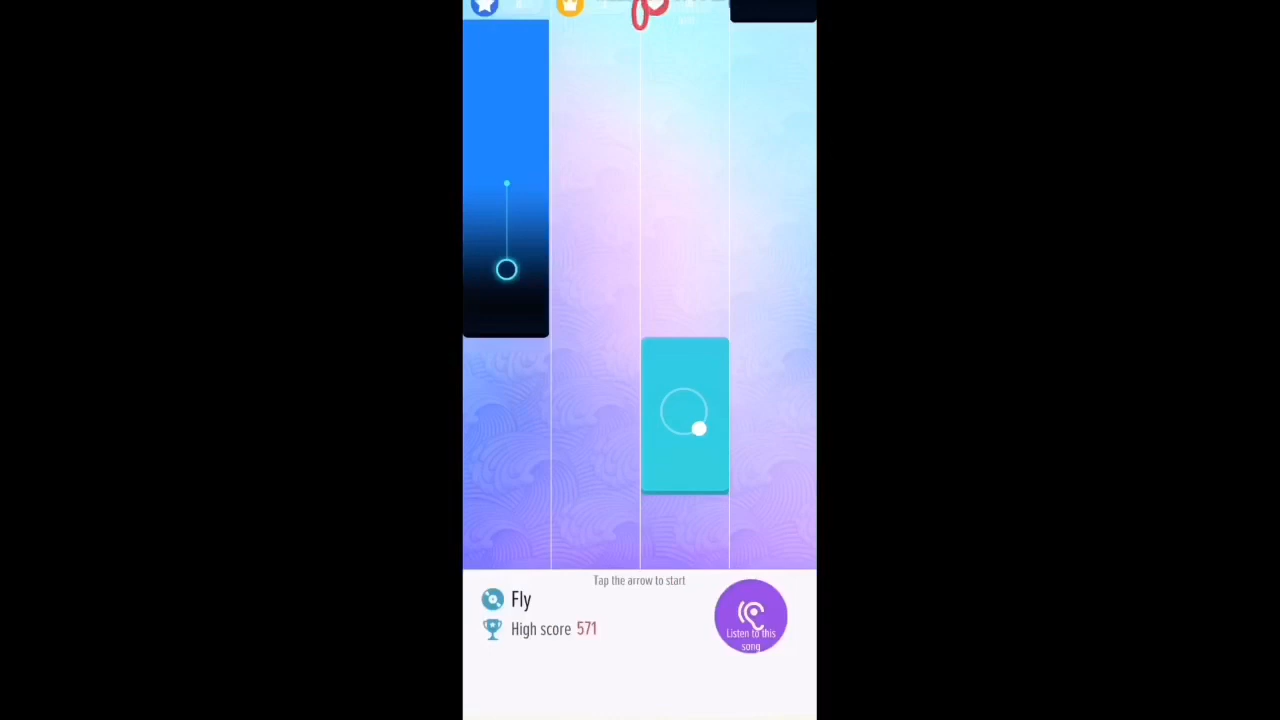 Tap the arrow to start
Fly
High score 571
Listen to this
song